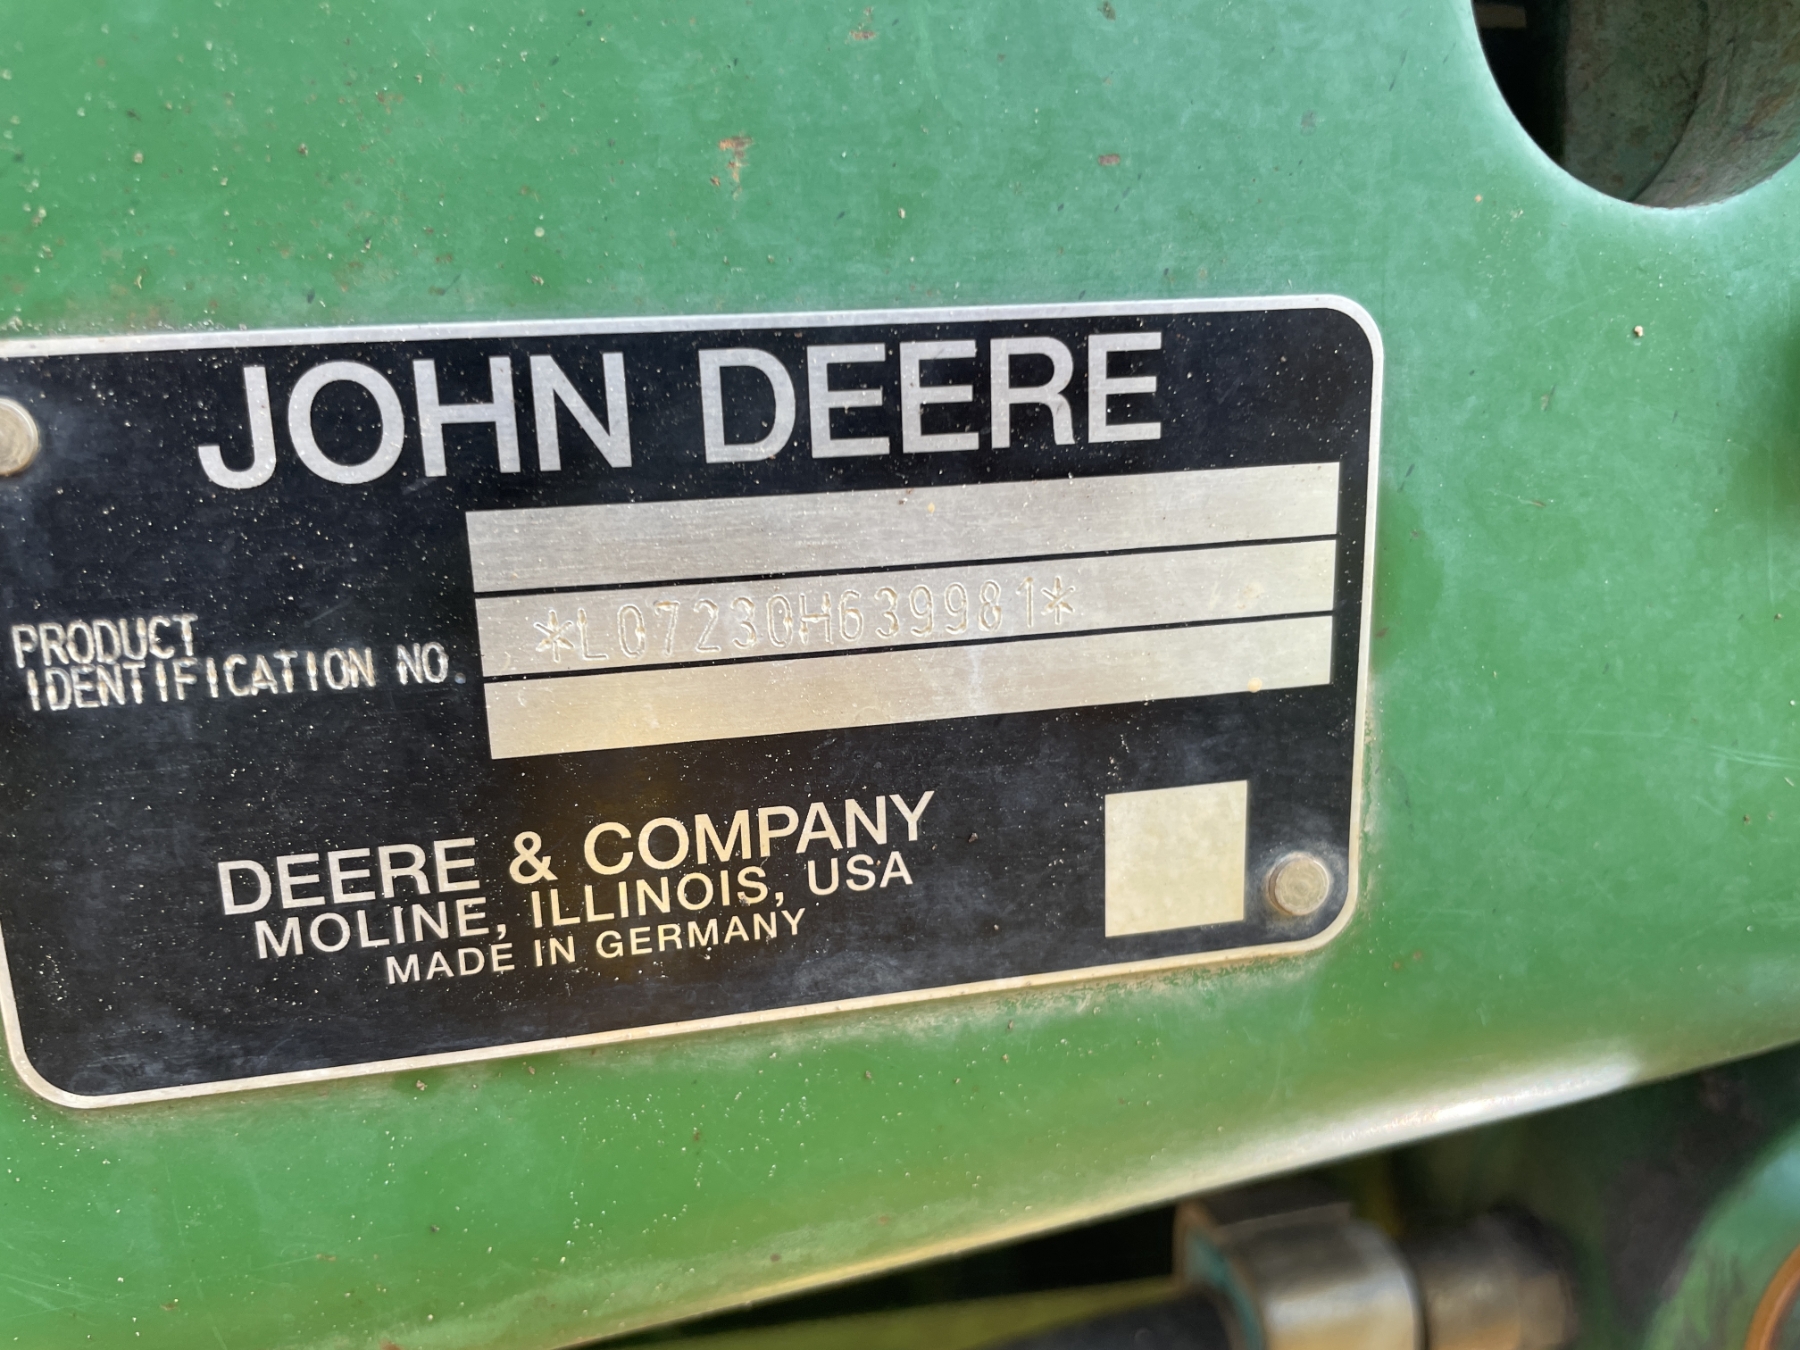 JOHN DEERE
PRODUCT
IDENTIFICATION NO.
*L07230H639981*
DEERE & COMPANY
MOLINE, ILLINOIS, USA
MADE IN GERMANY